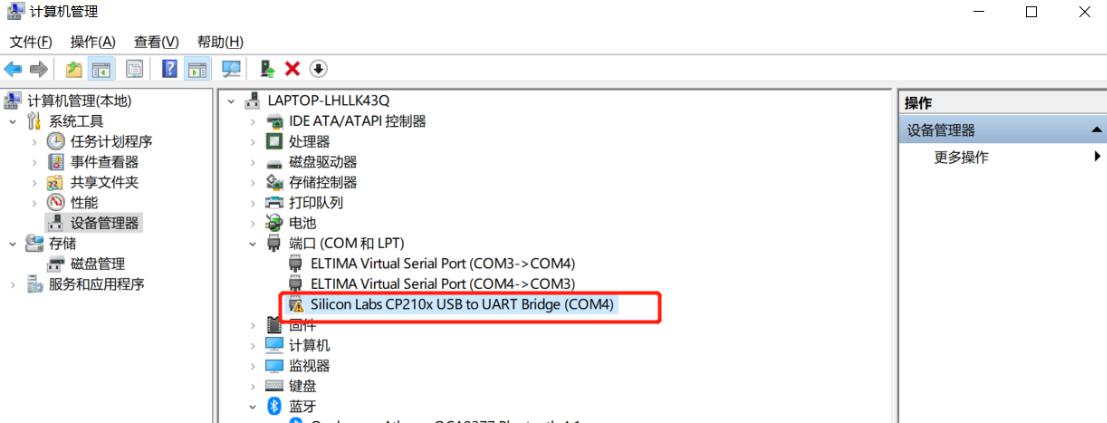 计算机管理
文件(F) 操作(A) 查看(V) 帮助(H)
计算机管理(本地)
系统工具
任务计划程序
事件查看器
共享文件夹
性能
设备管理器
存储
磁盘管理
服务和应用程序
LAPTOP-LHLLK43Q
IDE ATA/ATAPI 控制器
处理器
磁盘驱动器
存储控制器
打印队列
电池
端口 (COM 和 LPT)
ELTIMA Virtual Serial Port (COM3->COM4)
ELTIMA Virtual Serial Port (COM4->COM3)
Silicon Labs CP210x USB to UART Bridge (COM4)
固件
计算机
监视器
键盘
蓝牙
操作
设备管理器
更多操作